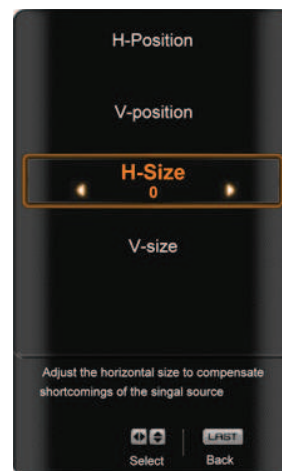 H-Position
V-position
H-Size
0
V-size
Adjust the horizontal size to compensate
shortcomings of the singal source
LAST
Select Back